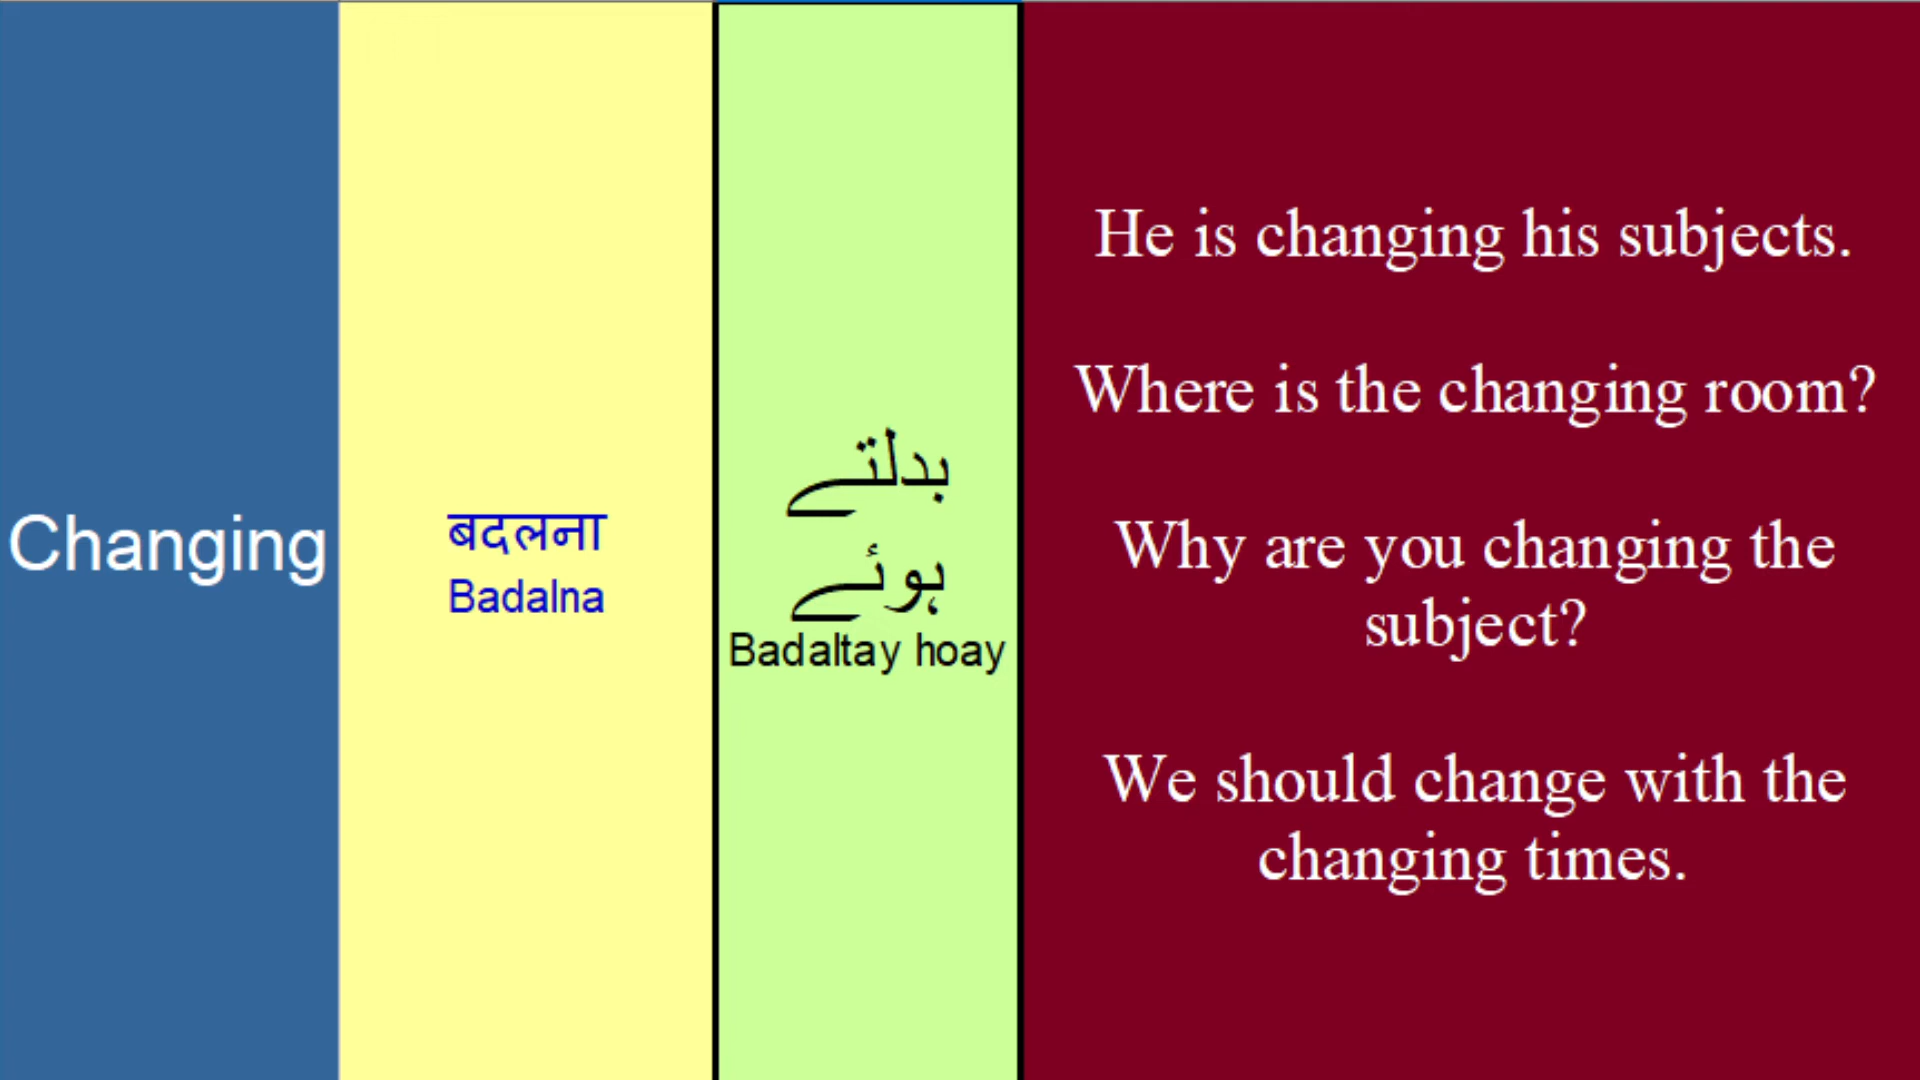 Changing
बदलना
Badalna
بدلتے
ہوئے
Badaltay hoay
He is changing his subjects.
Where is the changing room?
Why are you changing the
subject?
We should change with the
changing times.